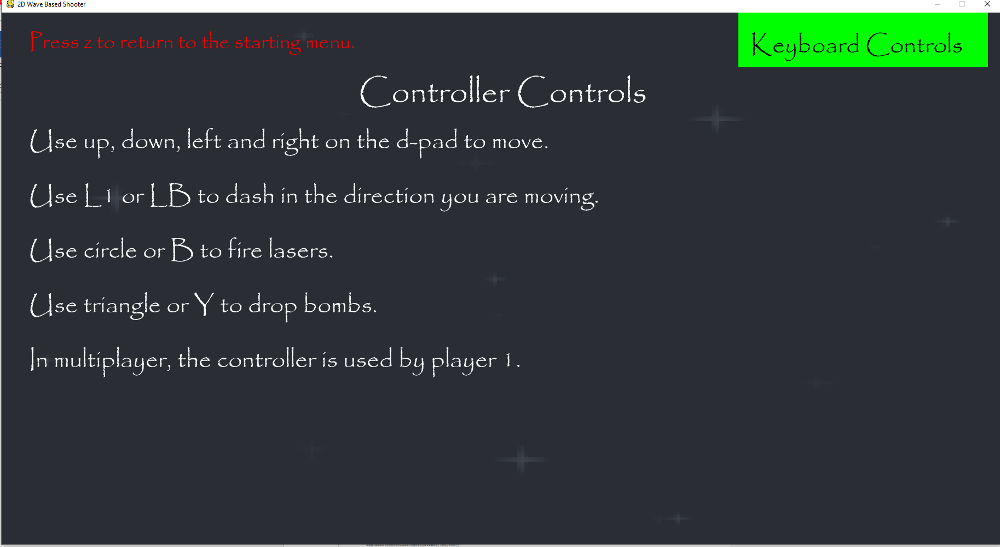 2D Wave Based Shooter
Press z to return to the starting menu.
Keyboard Controls
Controller Controls
Use up, down, left and right on the d-pad to move.
Use L1 or LB to dash in the direction you are moving.
Use circle or B to fire lasers.
Use triangle or Y to drop bombs.
In multiplayer, the controller is used by player 1.